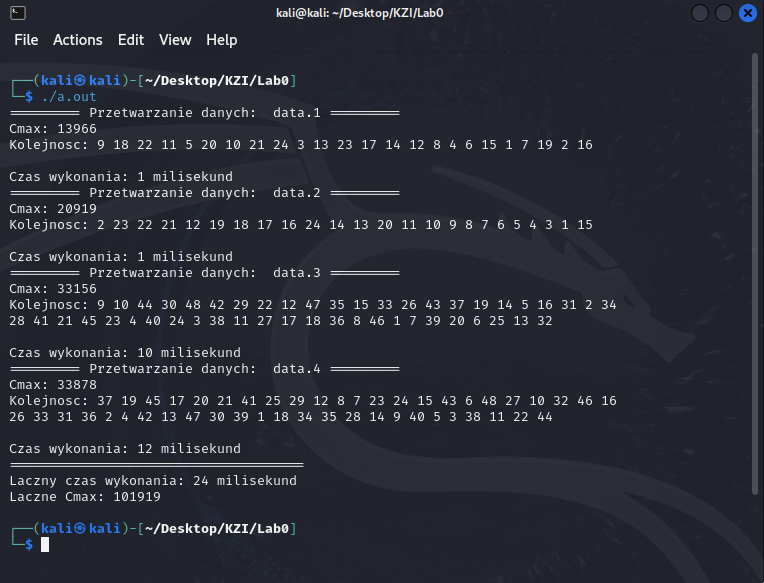 kali@kali: ~/Desktop/KZI/Lab0
File Actions Edit View Help
┌──(kali㉿kali)-[~/Desktop/KZI/Lab0]
└─$ ./a.out
========= Przetwarzanie danych:  data.1 =========
Cmax: 13966
Kolejnosc: 9 18 22 11 5 20 10 21 24 3 13 23 17 14 12 8 4 6 15 1 7 19 2 16
Czas wykonania: 1 milisekund
========= Przetwarzanie danych:  data.2 =========
Cmax: 20919
Kolejnosc: 2 23 22 21 12 19 18 17 16 24 14 13 20 11 10 9 8 7 6 5 4 3 1 15
Czas wykonania: 1 milisekund
========= Przetwarzanie danych:  data.3 =========
Cmax: 33156
Kolejnosc: 9 10 44 30 48 42 29 22 12 47 35 15 33 26 43 37 19 14 5 16 31 2 34
28 41 21 45 23 4 40 24 3 38 11 27 17 18 36 8 46 1 7 39 20 6 25 13 32
Czas wykonania: 10 milisekund
========= Przetwarzanie danych:  data.4 =========
Cmax: 33878
Kolejnosc: 37 19 45 17 20 21 41 25 29 12 8 7 23 24 15 43 6 48 27 10 32 46 16
26 33 31 36 2 4 42 13 47 30 39 1 18 34 35 28 14 9 40 5 3 38 11 22 44
Czas wykonania: 12 milisekund
=====================================
Laczny czas wykonania: 24 milisekund
Laczne Cmax: 101919
┌──(kali㉿kali)-[~/Desktop/KZI/Lab0]
└─$